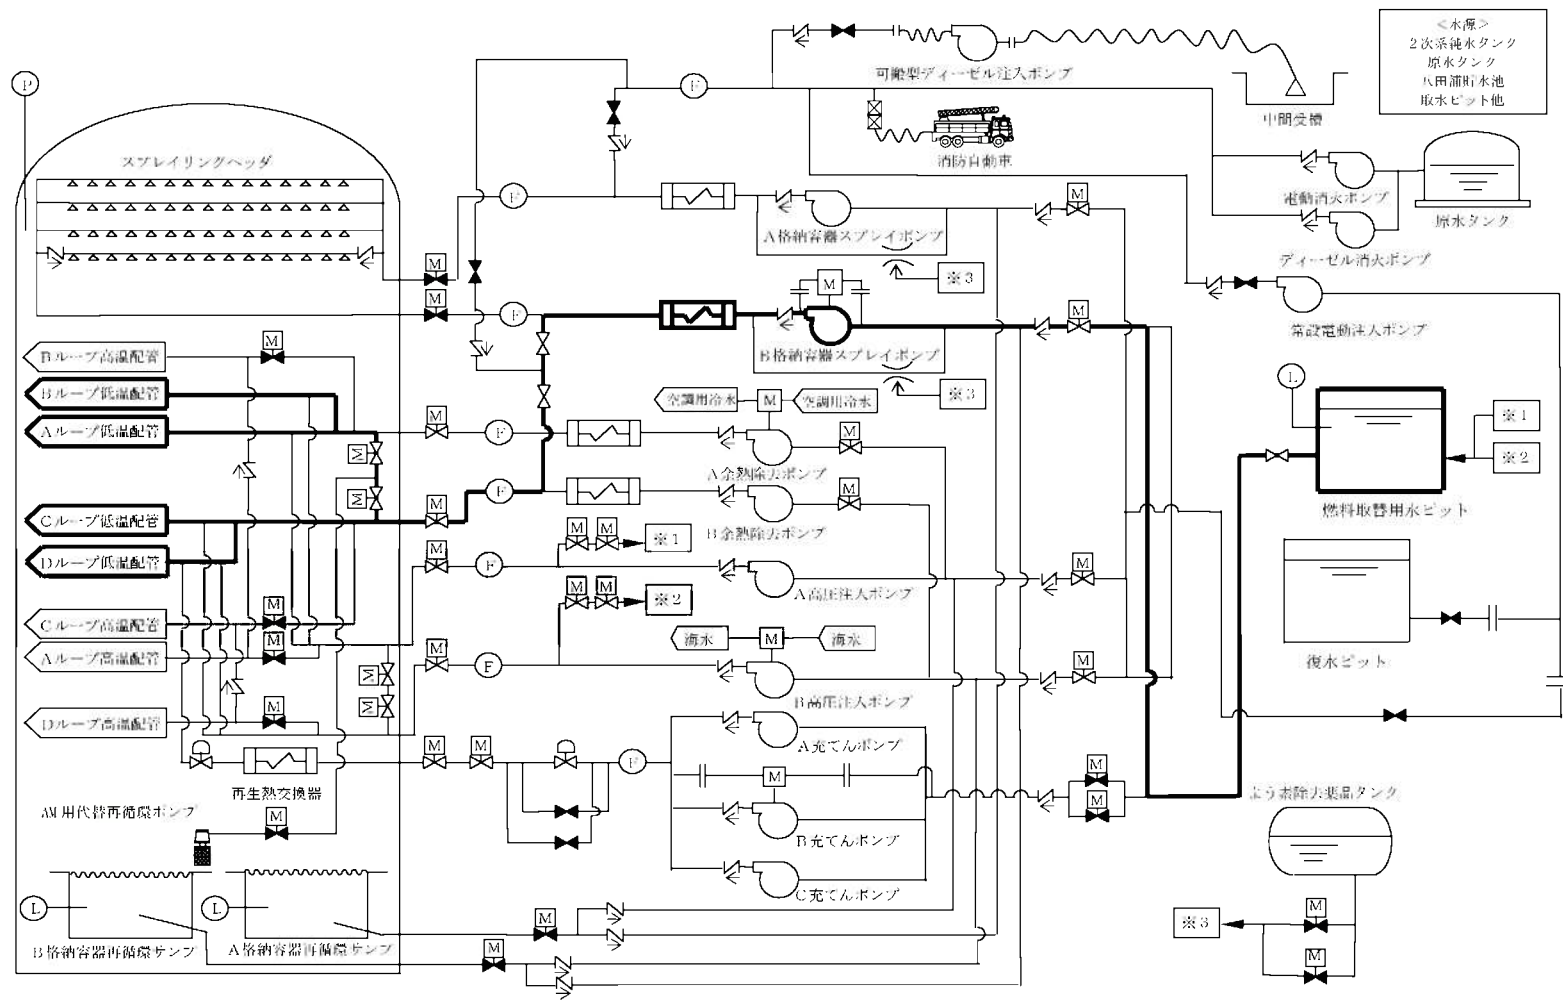 ＜水源＞
２次系純水タンク
原水タンク
八田浦貯水池
取水ピット他
可搬型ディーゼル注入ポンプ
中間受槽
P
F
消防自動車
スプレイリングヘッダ
電動消火ポンプ
原水タンク
M
F
A格納容器スプレイポンプ
ディーゼル消火ポンプ
M
※3
M
M
F
M
常設電動注入ポンプ
B格納容器スプレイポンプ
Bループ高温配管
M
※3
L
Bループ低温配管
空調用冷水
M
空調用冷水
※1
Aループ低温配管
M
F
M
※2
M
A余熱除去ポンプ
M
F
M
燃料取替用水ピット
Cループ低温配管
M
B余熱除去ポンプ
M
M
※1
Dループ低温配管
M
F
M
A高圧注入ポンプ
M
M
※2
Cループ高温配管
M
海水
M
海水
Aループ高温配管
M
M
F
M
復水ピット
M
M
B高圧注入ポンプ
Dループ高温配管
M
A充てんポンプ
M
M
F
M
M
再生熱交換器
よう素除去薬品タンク
AM用代替再循環ポンプ
M
M
B充てんポンプ
C充てんポンプ
L
L
M
※3
M
B格納容器再循環サンプ
A格納容器再循環サンプ
M
M